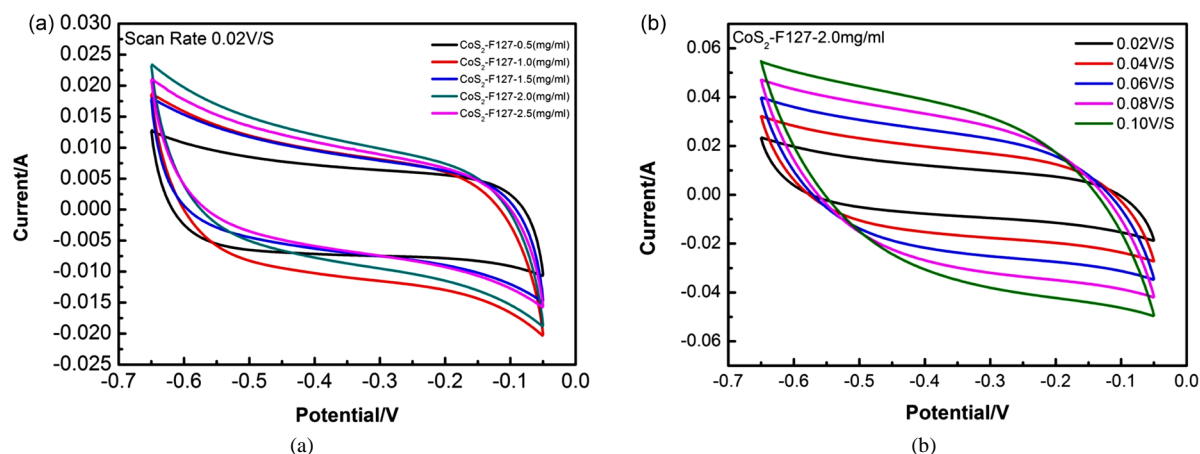 (a)
Scan Rate 0.02V/S
CoS2-F127-0.5(mg/ml)
CoS2-F127-1.0(mg/ml)
CoS2-F127-1.5(mg/ml)
CoS2-F127-2.0(mg/ml)
CoS2-F127-2.5(mg/ml)
0.030
0.025
0.020
0.015
0.010
0.005
0.000
-0.005
-0.010
-0.015
-0.020
-0.025
Current/A
-0.7 -0.6 -0.5 -0.4 -0.3 -0.2 -0.1 0.0
Potential/V
(a)
(b)
CoS2-F127-2.0mg/ml
0.02V/S
0.04V/S
0.06V/S
0.08V/S
0.10V/S
0.06
0.04
0.02
0.00
-0.02
-0.04
-0.06
Current/A
-0.7 -0.6 -0.5 -0.4 -0.3 -0.2 -0.1 0.0
Potential/V
(b)